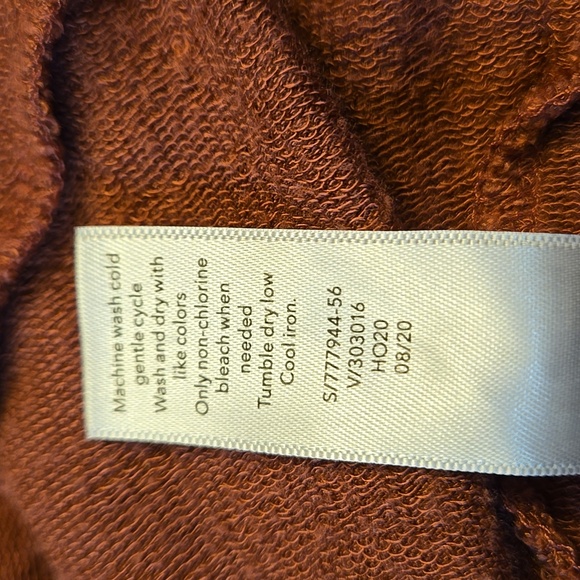 Machine wash cold
gentle cycle
Wash and dry with
like colors
Only non-chlorine
bleach when
needed
Tumble dry low
Cool iron.
S/777944-56
V/303016
HO20
08/20